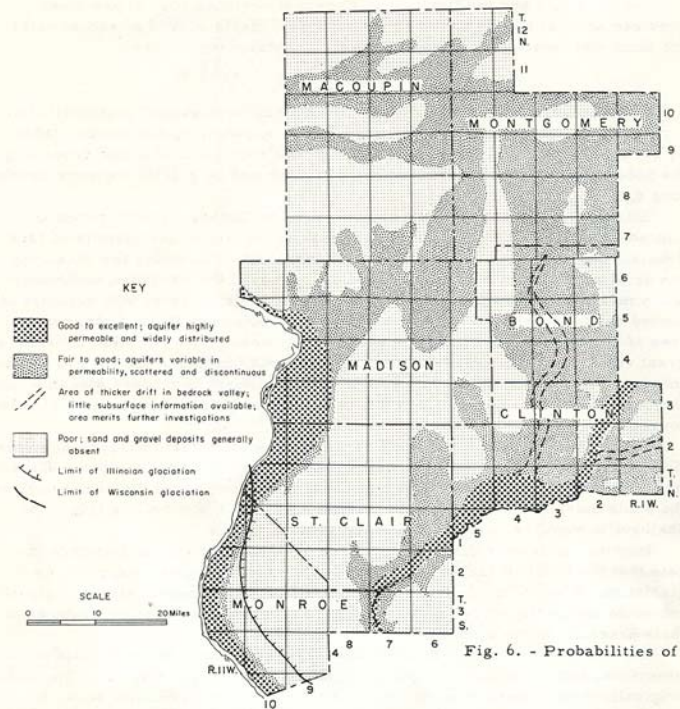 T.
12
N.
11
MACOUPIN
10
MONTGOMERY
9
8
7
KEY
6
Good to excellent; aquifer highly
permeable and widely distributed
BOND
5
Fair to good; aquifers variable in
permeability, scattered and discontinuous
MADISON
4
Area of thicker drift in bedrock valley;
little subsurface information available;
area merits further investigations
CLINTON
3
Poor; sand and gravel deposits generally
absent
2
Limit of Illinoian glaciation
T.
N.
Limit of Wisconsin glaciation
R.1W.
2
3
4
5
ST. CLAIR
1
2
SCALE
0 10 20 Miles
MONROE
T.
3
S.
4 8 7 6
Fig. 6. - Probabilities of
R.11W.
9
10